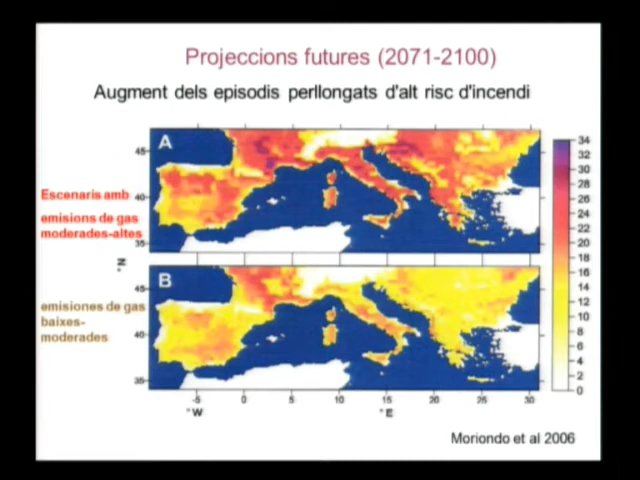 Projeccions futures (2071-2100)
Augment dels episodis perllongats d'alt risc d'incendi
A
34
32
30
28
26
24
22
20
18
16
14
12
10
8
6
4
2
0
45
40
35
Escenaris amb
emisions de gas
moderades-altes
°N
B
45
40
35
emisiones de gas
baixes-
moderades
-5
0
5
10
15
20
25
30
°W
°E
Moriondo et al 2006